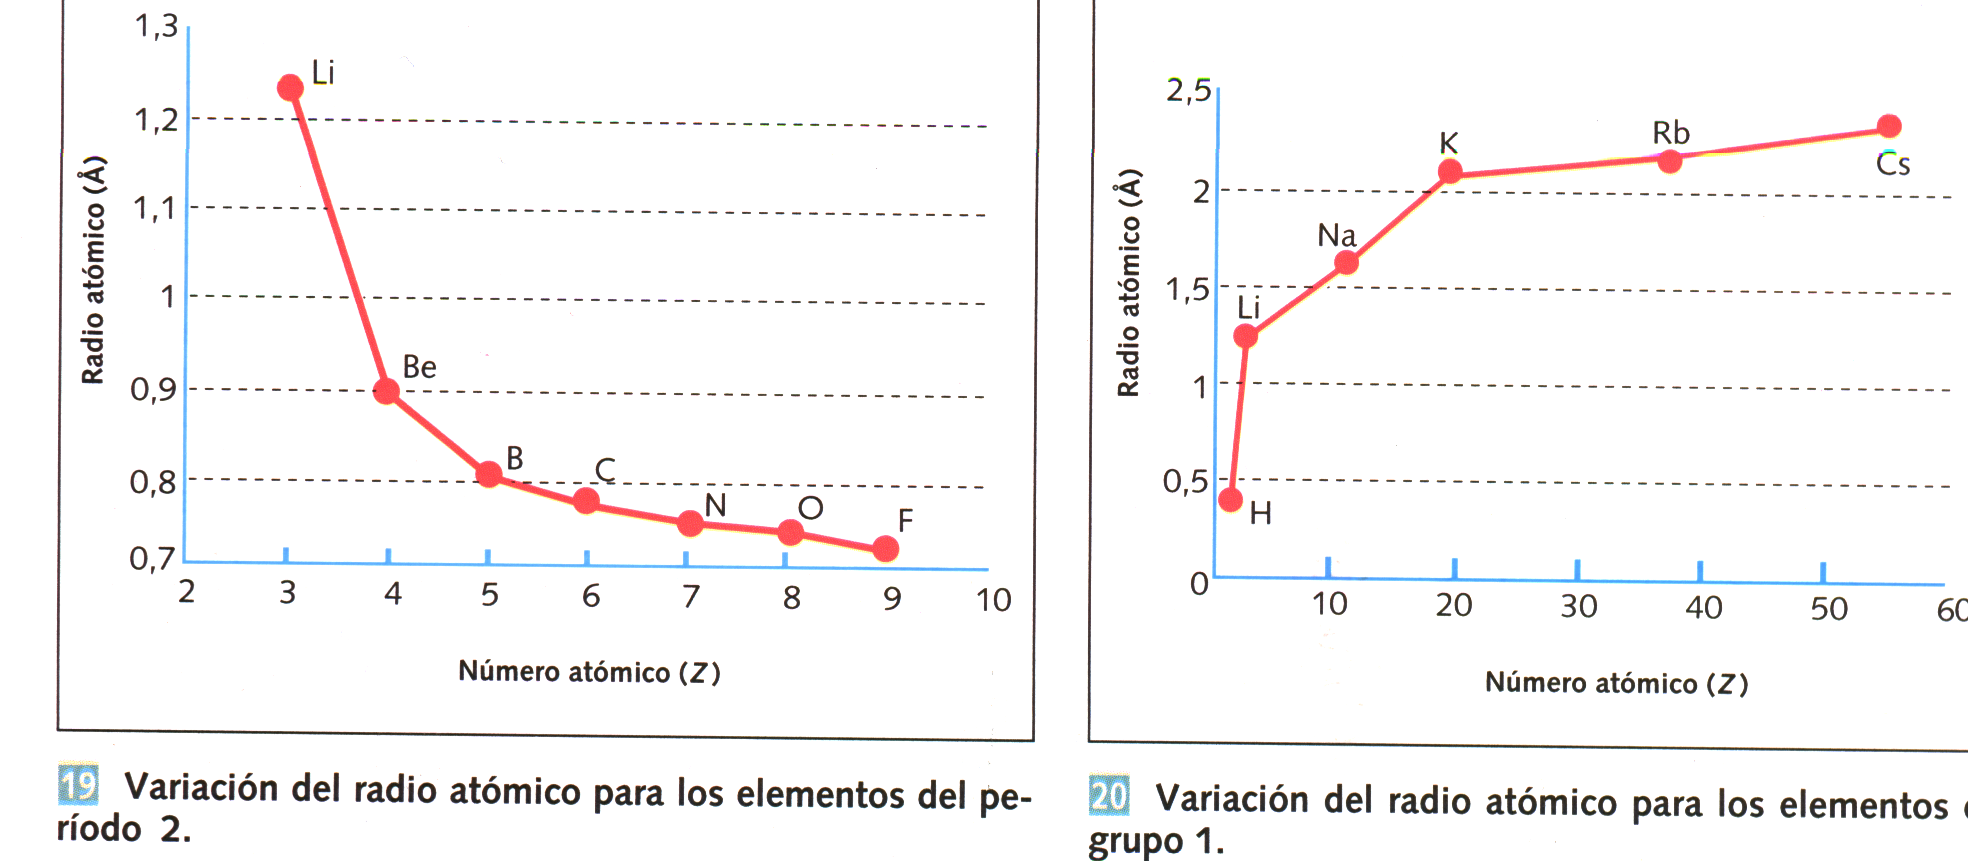 1,3
1,2
1,1
1
0,9
0,8
0,7
Radio atómico (Å)
Li
Be
B
C
N
O
F
2 3 4 5 6 7 8 9 10
Número atómico (Z)
19 Variación del radio atómico para los elementos del pe-
ríodo 2.
2,5
2
1,5
1
0,5
0
Radio atómico (Å)
H
Li
Na
K
Rb
Cs
10 20 30 40 50 60
Número atómico (Z)
20 Variación del radio atómico para los elementos
grupo 1.